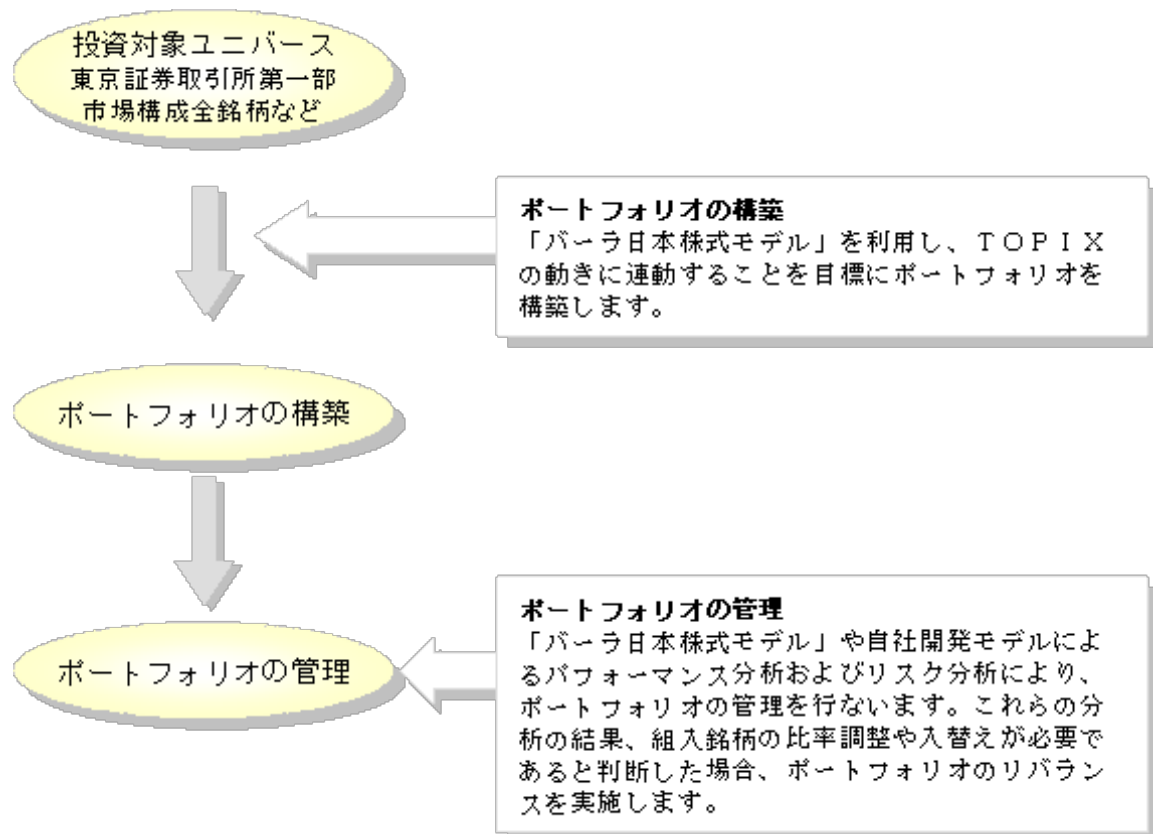 投資対象ユニバース
東京証券取引所第一部
市場構成全銘柄など
ポートフォリオの構築
「バーラ日本株式モデル」を利用し、ＴＯＰＩＸ
の動きに連動することを目標にポートフォリオを
構築します。
ポートフォリオの構築
ポートフォリオの管理
「バーラ日本株式モデル」や自社開発モデルによ
るパフォーマンス分析およびリスク分析により、
ポートフォリオの管理を行ないます。これらの分
析の結果、組入銘柄の比率調整や入替えが必要で
あると判断した場合、ポートフォリオのリバラン
スを実施します。
ポートフォリオの管理